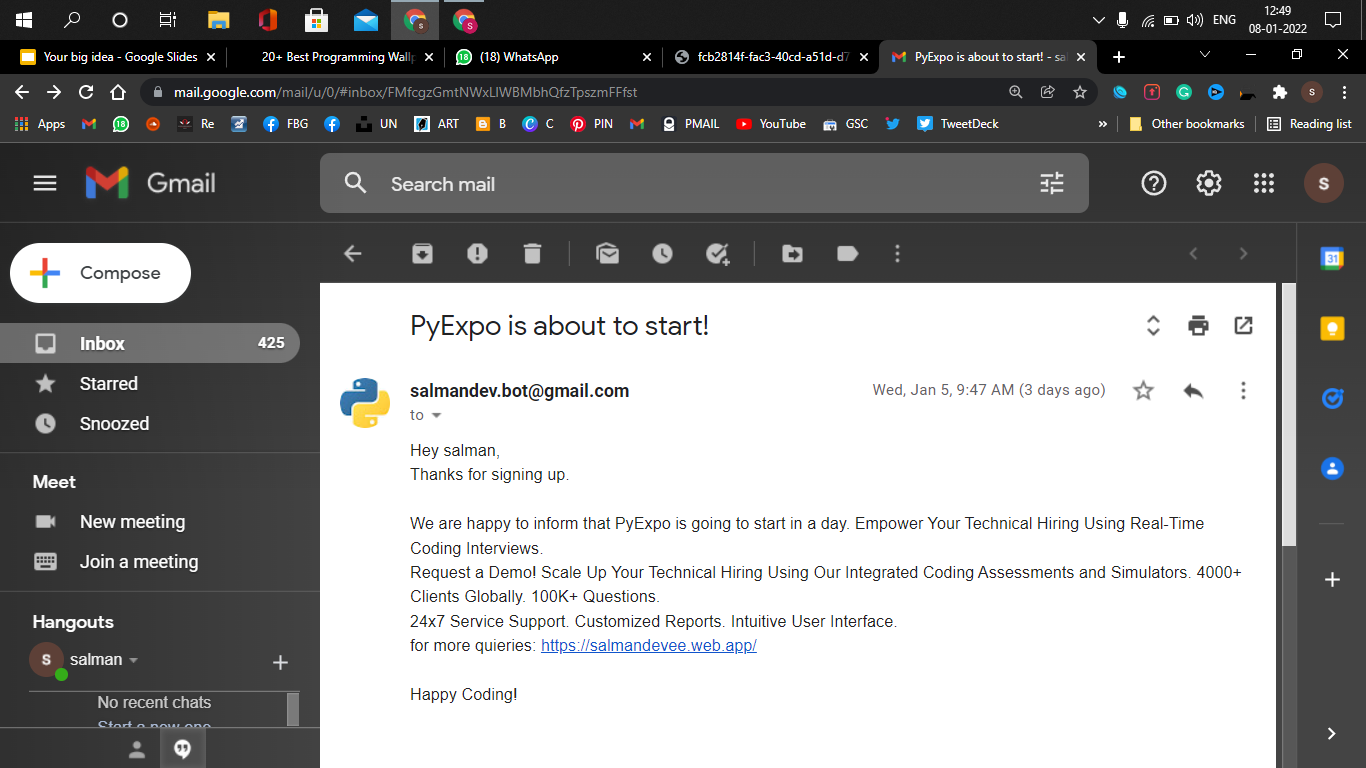 12:49
ENG
08-01-2022
Your big idea - Google Slides
20+ Best Programming Wallp
(18) WhatsApp
fcb2814f-fac3-40cd-a51d-d7
PyExpo is about to start! - sal
mail.google.com/mail/u/0/#inbox/FMfcgzGmtNWxLlWBMbhQfzTpszmFFfst
Apps
Re
FBG
UN
ART
B
C
PIN
PMAIL
YouTube
GSC
TweetDeck
»
Other bookmarks
Reading list
Gmail
Search mail
S
Compose
Inbox 425
Starred
Snoozed
Meet
New meeting
Join a meeting
Hangouts
S salman
No recent chats
Start a new one
PyExpo is about to start!
salmandev.bot@gmail.com
Wed, Jan 5, 9:47 AM (3 days ago)
to
Hey salman,
Thanks for signing up.
We are happy to inform that PyExpo is going to start in a day. Empower Your Technical Hiring Using Real-Time
Coding Interviews.
Request a Demo! Scale Up Your Technical Hiring Using Our Integrated Coding Assessments and Simulators. 4000+
Clients Globally. 100K+ Questions.
24x7 Service Support. Customized Reports. Intuitive User Interface.
for more quieries: https://salmandevee.web.app/
Happy Coding!
31